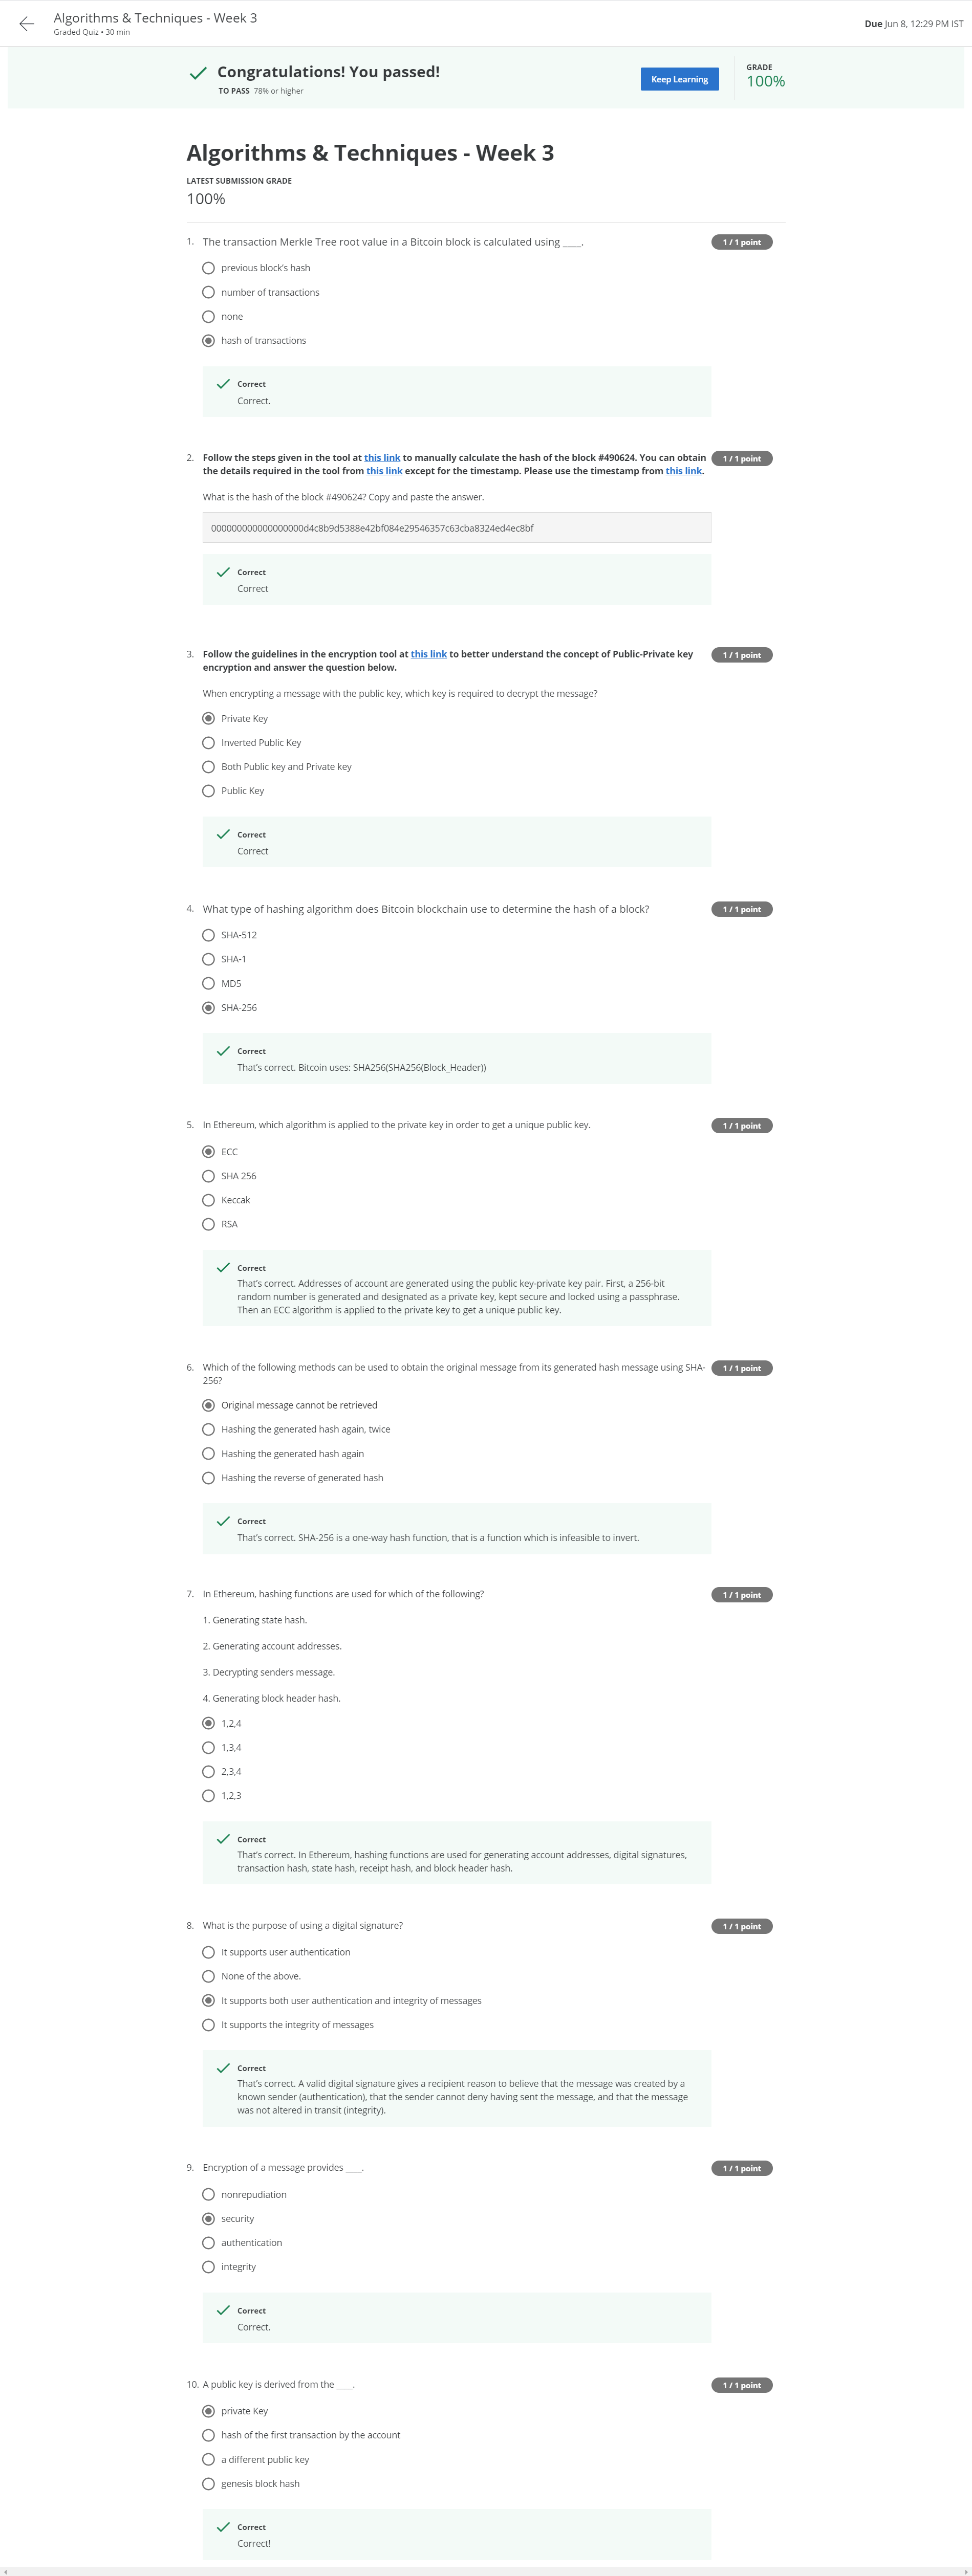 Algorithms & Techniques - Week 3
Graded Quiz • 30 min
Due Jun 8, 12:29 PM IST
Congratulations! You passed!
TO PASS 78% or higher
Keep Learning
GRADE
100%
Algorithms & Techniques - Week 3
LATEST SUBMISSION GRADE
100%
1. The transaction Merkle Tree root value in a Bitcoin block is calculated using ____.
1 / 1 point
previous block's hash
number of transactions
none
hash of transactions
Correct
Correct.
2. Follow the steps given in the tool at this link to manually calculate the hash of the block #490624. You can obtain
the details required in the tool from this link except for the timestamp. Please use the timestamp from this link.
1 / 1 point
What is the hash of the block #490624? Copy and paste the answer.
000000000000000000d4c8b9d5388e42bf084e29546357c63cba8324ed4ec8bf
Correct
Correct
3. Follow the guidelines in the encryption tool at this link to better understand the concept of Public-Private key
encryption and answer the question below.
1 / 1 point
When encrypting a message with the public key, which key is required to decrypt the message?
Private Key
Inverted Public Key
Both Public key and Private key
Public Key
Correct
Correct
4. What type of hashing algorithm does Bitcoin blockchain use to determine the hash of a block?
1 / 1 point
SHA-512
SHA-1
MD5
SHA-256
Correct
That's correct. Bitcoin uses: SHA256(SHA256(Block_Header))
5. In Ethereum, which algorithm is applied to the private key in order to get a unique public key.
1 / 1 point
ECC
SHA 256
Keccak
RSA
Correct
That's correct. Addresses of account are generated using the public key-private key pair. First, a 256-bit
random number is generated and designated as a private key, kept secure and locked using a passphrase.
Then an ECC algorithm is applied to the private key to get a unique public key.
6. Which of the following methods can be used to obtain the original message from its generated hash message using SHA-
256?
1 / 1 point
Original message cannot be retrieved
Hashing the generated hash again, twice
Hashing the generated hash again
Hashing the reverse of generated hash
Correct
That's correct. SHA-256 is a one-way hash function, that is a function which is infeasible to invert.
7. In Ethereum, hashing functions are used for which of the following?
1 / 1 point
1. Generating state hash.
2. Generating account addresses.
3. Decrypting senders message.
4. Generating block header hash.
1,2,4
1,3,4
2,3,4
1,2,3
Correct
That's correct. In Ethereum, hashing functions are used for generating account addresses, digital signatures,
transaction hash, state hash, receipt hash, and block header hash.
8. What is the purpose of using a digital signature?
1 / 1 point
It supports user authentication
None of the above.
It supports both user authentication and integrity of messages
It supports the integrity of messages
Correct
That's correct. A valid digital signature gives a recipient reason to believe that the message was created by a
known sender (authentication), that the sender cannot deny having sent the message, and that the message
was not altered in transit (integrity).
9. Encryption of a message provides ____.
1 / 1 point
nonrepudiation
security
authentication
integrity
Correct
Correct.
10. A public key is derived from the ____.
1 / 1 point
private Key
hash of the first transaction by the account
a different public key
genesis block hash
Correct
Correct!